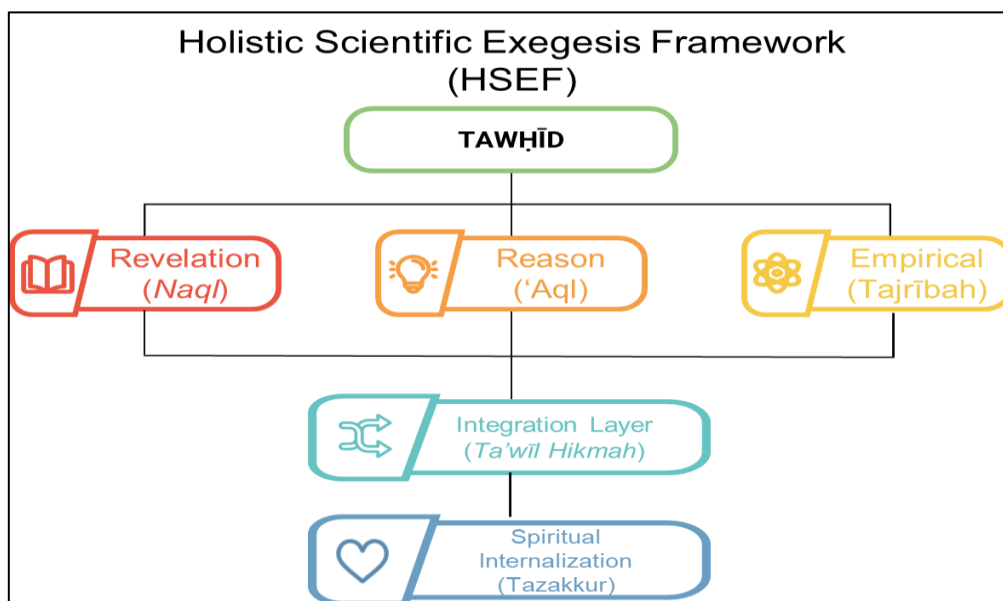 Holistic Scientific Exegesis Framework
(HSEF)
TAWḤĪD
Revelation
(Naql)
Reason
(‘Aql)
Empirical
(Tajrībah)
Integration Layer
(Ta’wīl Hikmah)
Spiritual
Internalization
(Tazakkur)